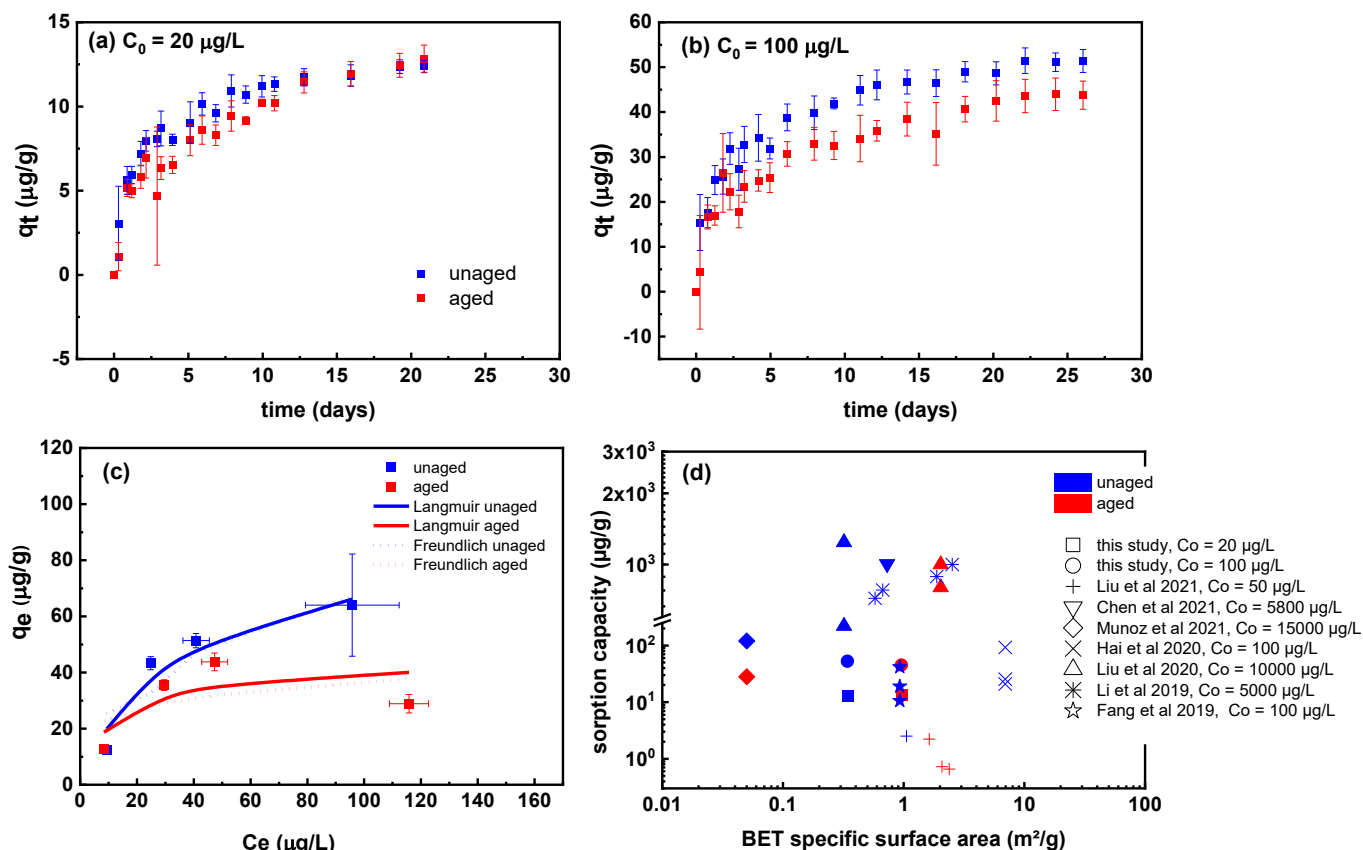 (a) C₀ = 20 µg/L
15
10
5
0
-5
qt (µg/g)
unaged
aged
0 5 10 15 20 25 30
time (days)
(b) C₀ = 100 µg/L
60
50
40
30
20
10
0
-10
qt (µg/g)
0 5 10 15 20 25 30
time (days)
(c)
120
100
80
60
40
20
0
qe (µg/g)
unaged
aged
Langmuir unaged
Langmuir aged
Freundlich unaged
Freundlich aged
0 20 40 60 80 100 120 140 160
Ce (µg/L)
(d)
3x10³
2x10³
10³
10²
10¹
10⁰
sorption capacity (µg/g)
unaged
aged
this study, Co = 20 µg/L
this study, Co = 100 µg/L
Liu et al 2021, Co = 50 µg/L
Chen et al 2021, Co = 5800 µg/L
Munoz et al 2021, Co = 15000 µg/L
Hai et al 2020, Co = 100 µg/L
Liu et al 2020, Co = 10000 µg/L
Li et al 2019, Co = 5000 µg/L
Fang et al 2019, Co = 100 µg/L
0.01 0.1 1 10 100
BET specific surface area (m²/g)